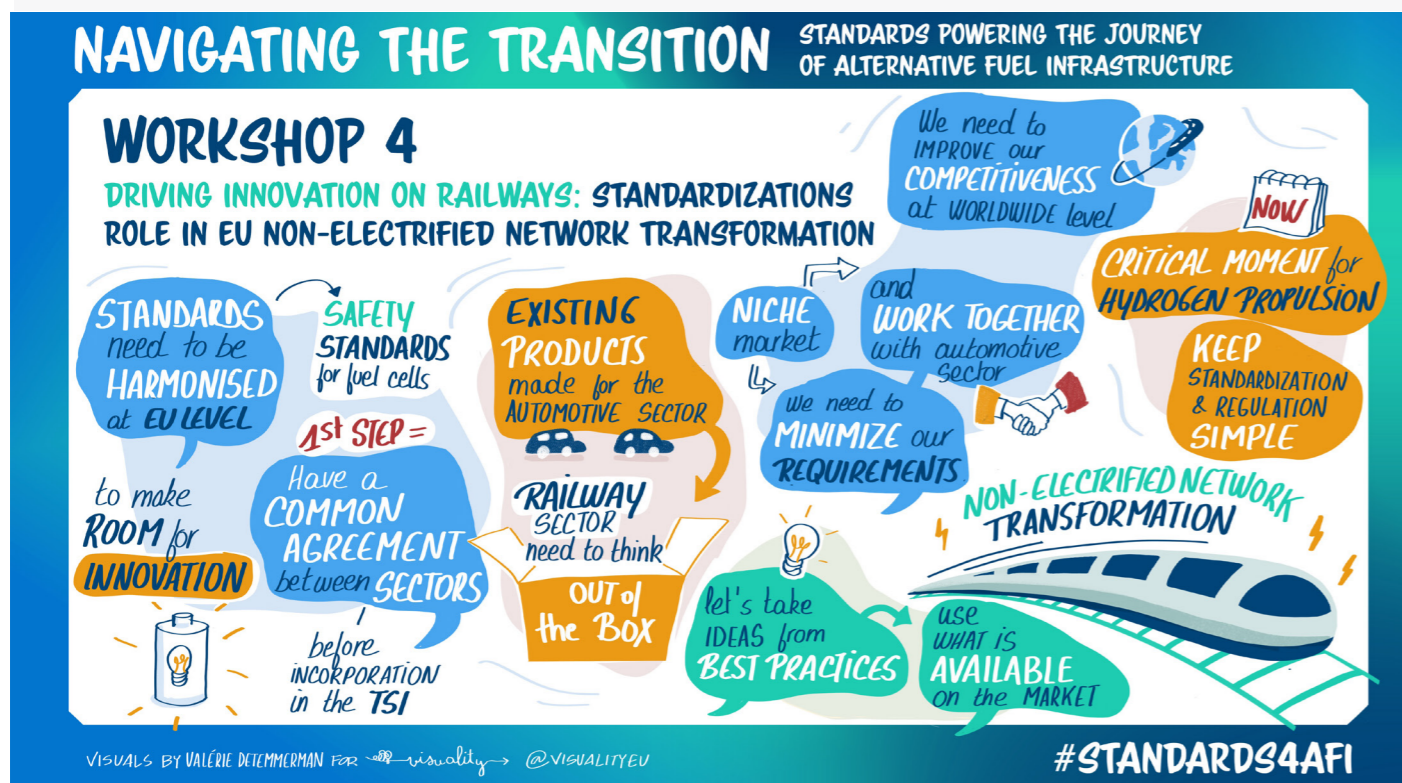 NAVIGATING THE TRANSITION
STANDARDS POWERING THE JOURNEY
OF ALTERNATIVE FUEL INFRASTRUCTURE
WORKSHOP 4
DRIVING INNOVATION ON RAILWAYS: STANDARDIZATIONS
ROLE IN EU NON-ELECTRIFIED NETWORK TRANSFORMATION
STANDARDS
need to be
HARMONISED
at EU LEVEL
SAFETY
STANDARDS
for fuel cells
to make
ROOM for
INNOVATION
1st STEP =
Have a
COMMON
AGREEMENT
between SECTORS
before
INCORPORATION
in the TSI
EXISTING
PRODUCTS
made for the
AUTOMOTIVE SECTOR
RAILWAY
SECTOR
need to think
OUT of
the BOX
NICHE
market
We need to
IMPROVE our
COMPETITIVENESS
at WORLDWIDE level
and
WORK TOGETHER
with automotive
sector
we need to
MINIMIZE our
REQUIREMENTS
NOW
CRITICAL MOMENT for
HYDROGEN PROPULSION
KEEP
STANDARDIZATION
& REGULATION
SIMPLE
let's take
IDEAS from
BEST PRACTICES
use
WHAT IS
AVAILABLE
on the MARKET
NON-ELECTRIFIED NETWORK
TRANSFORMATION
VISUALS BY VALÉRIE DETEMMERMAN FOR visuality @VISUALITYEU
#STANDARDS4AFI